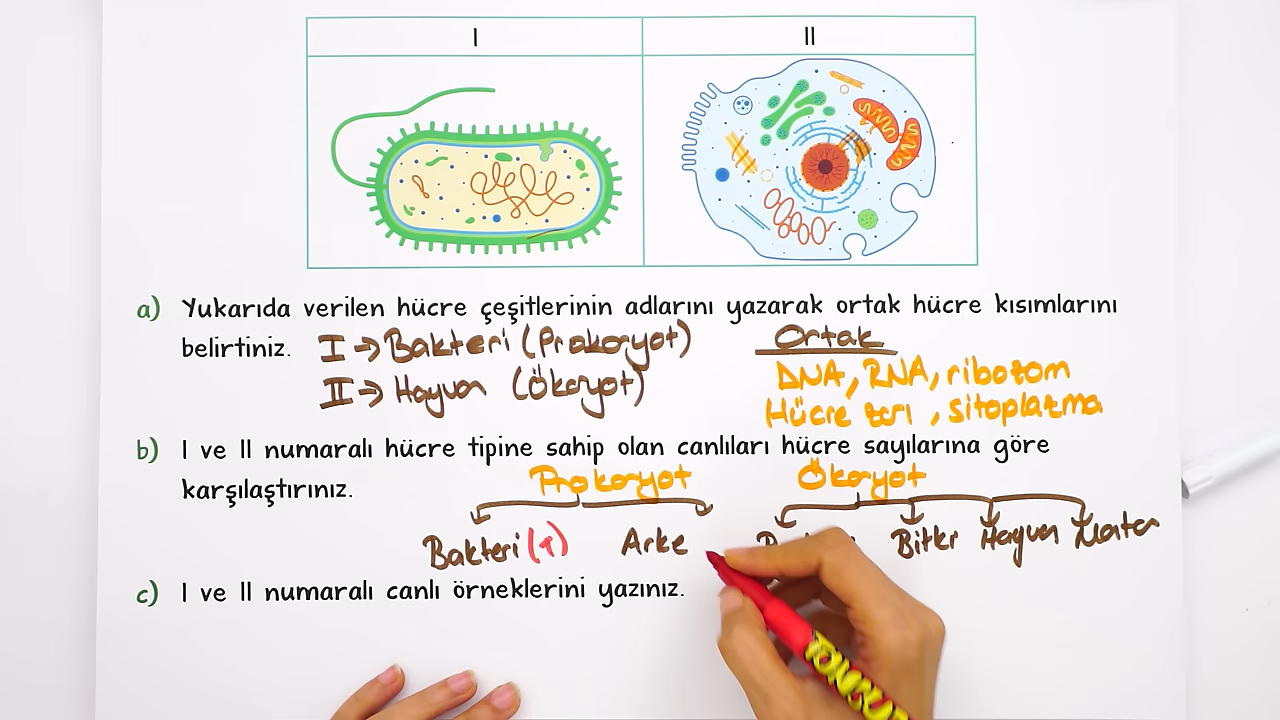 I
II
a) Yukarıda verilen hücre çeşitlerinin adlarını yazarak ortak hücre kısımlarını
belirtiniz.
I → Bakteri (Prokaryot)
II → Hayvan (Ökaryot)
Ortak
DNA, RNA, ribozom
Hücre zarı, sitoplazma
b) I ve II numaralı hücre tipine sahip olan canlıları hücre sayılarına göre
karşılaştırınız.
Prokaryot
Ökaryot
Bakteri (T) Arke Bitki Hayvan Mantar
c) I ve II numaralı canlı örneklerini yazınız.